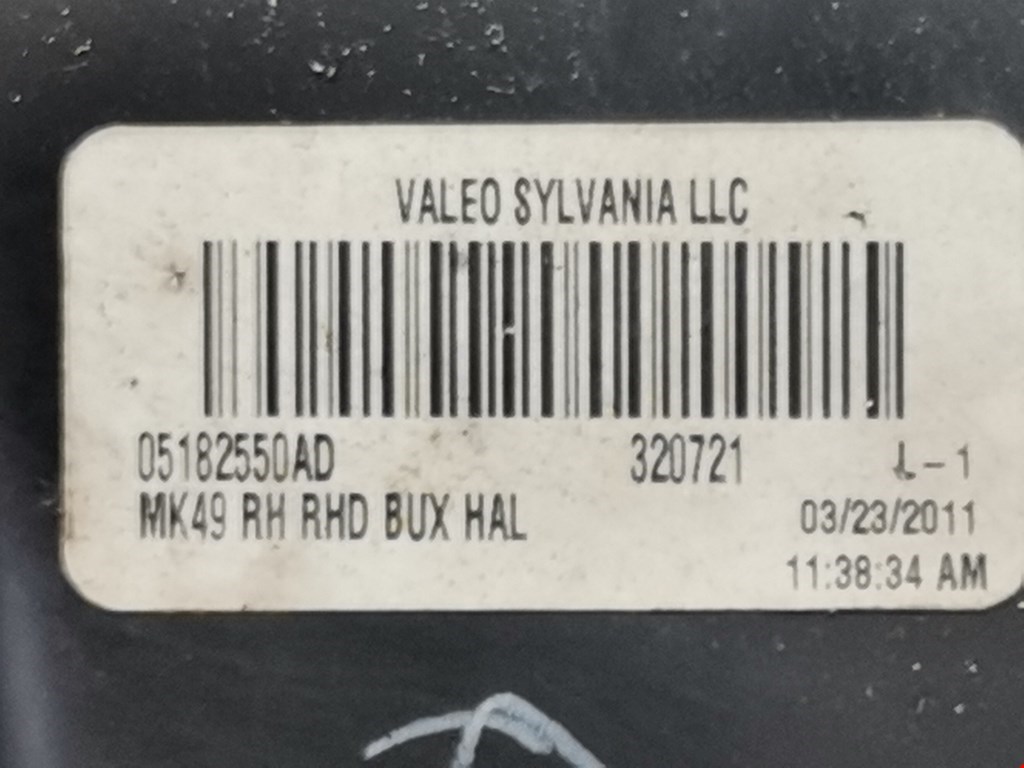 VALEO SYLVANIA LLC
05182550AD 320721 -1
MK49 RH RHD BUX HAL
03/23/2011
11:38:34 AM